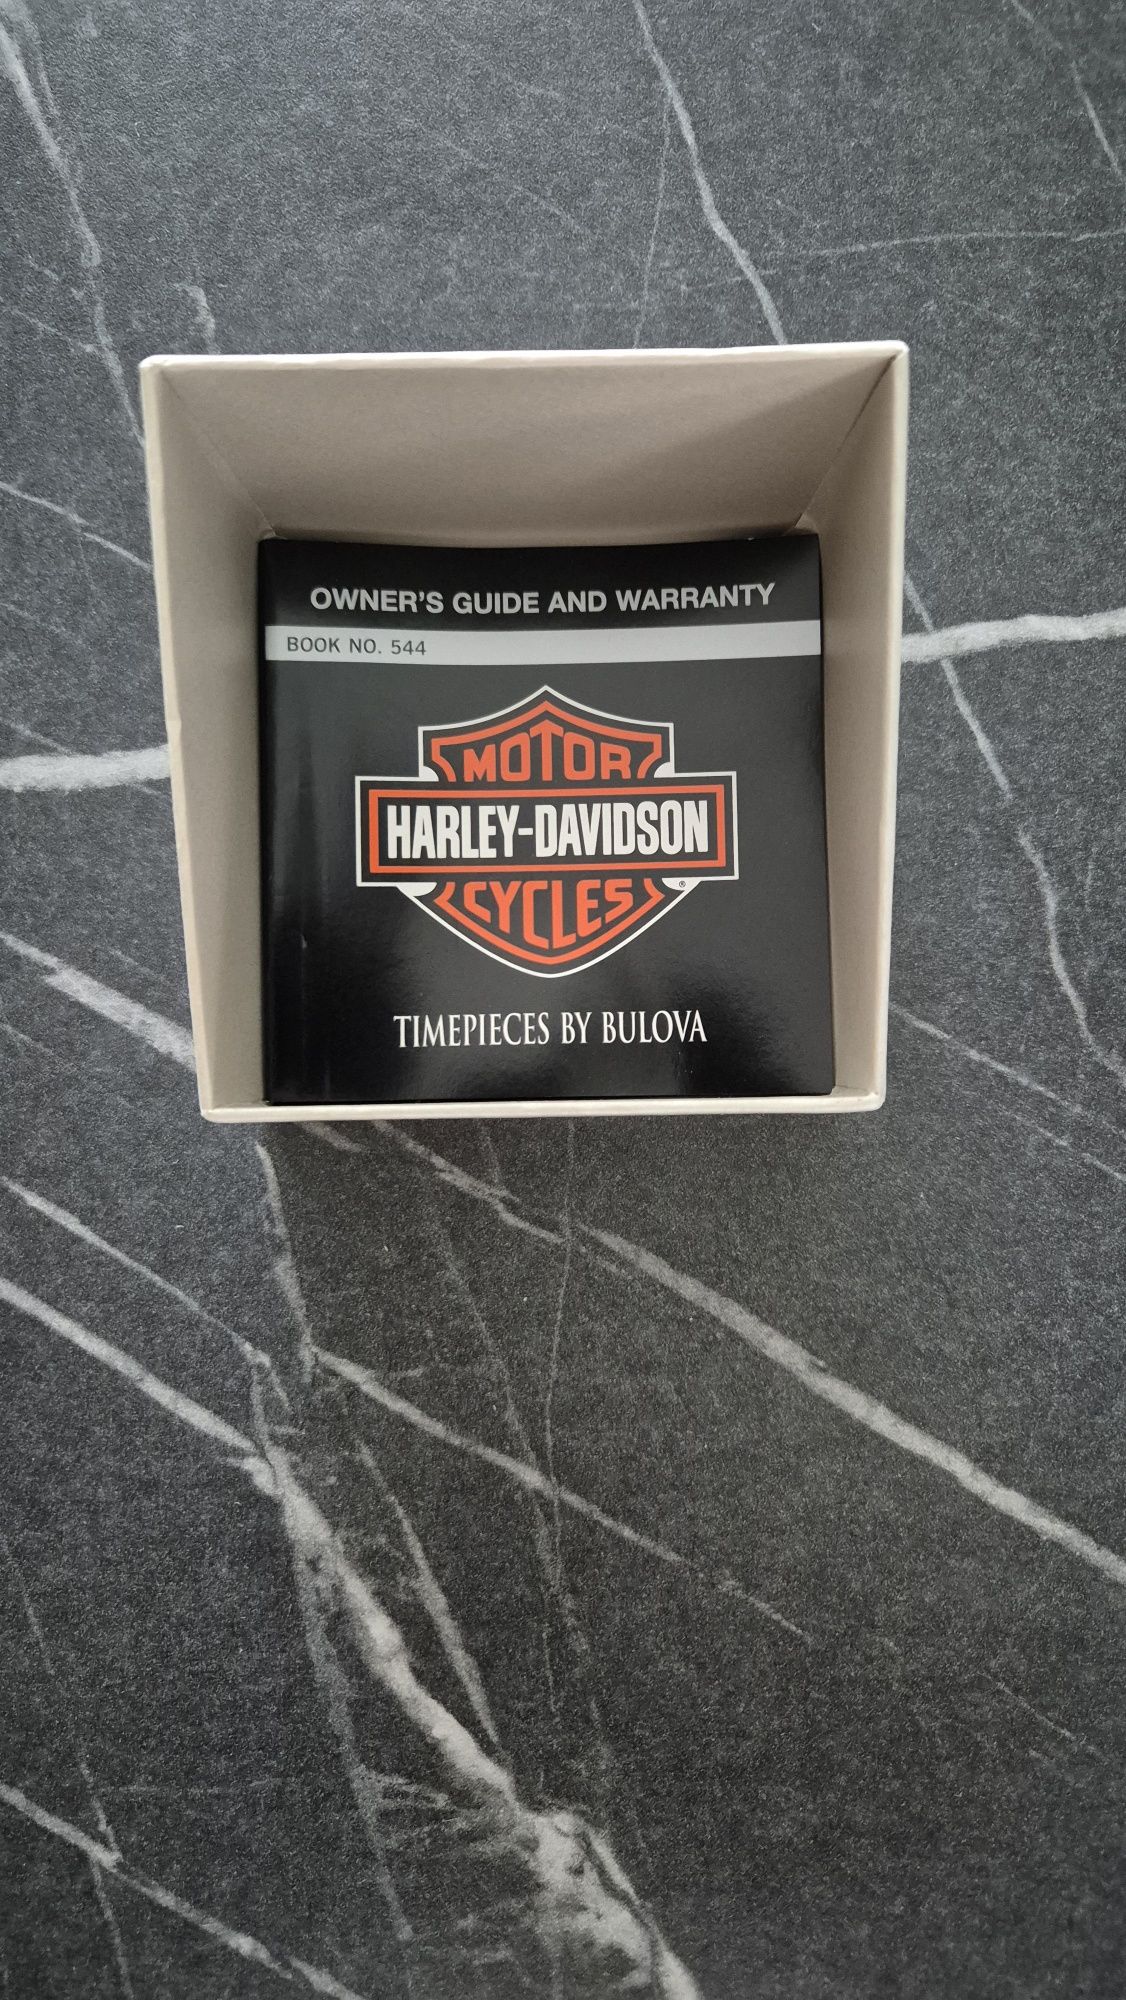 OWNER'S GUIDE AND WARRANTY
BOOK NO. 544
MOTOR
HARLEY-DAVIDSON
CYCLES
®
TIMEPIECES BY BULOVA